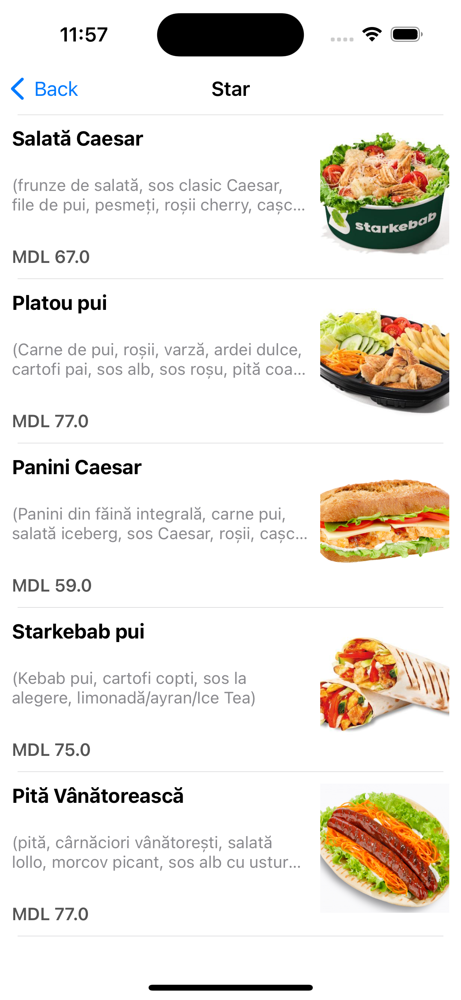 11:57
Back
Star
Salată Caesar
(frunze de salată, sos clasic Caesar,
file de pui, pesmeți, roșii cherry, cașc...
MDL 67.0
starkebab
Platou pui
(Carne de pui, roșii, varză, ardei dulce,
cartofi pai, sos alb, sos roșu, pită coa...
MDL 77.0
Panini Caesar
(Panini din făină integrală, carne pui,
salată iceberg, sos Caesar, roșii, cașc...
MDL 59.0
Starkebab pui
(Kebab pui, cartofi copti, sos la
alegere, limonadă/ayran/Ice Tea)
MDL 75.0
Pită Vânătorească
(pită, cârnăciori vânătorești, salată
lollo, morcov picant, sos alb cu ustur...
MDL 77.0